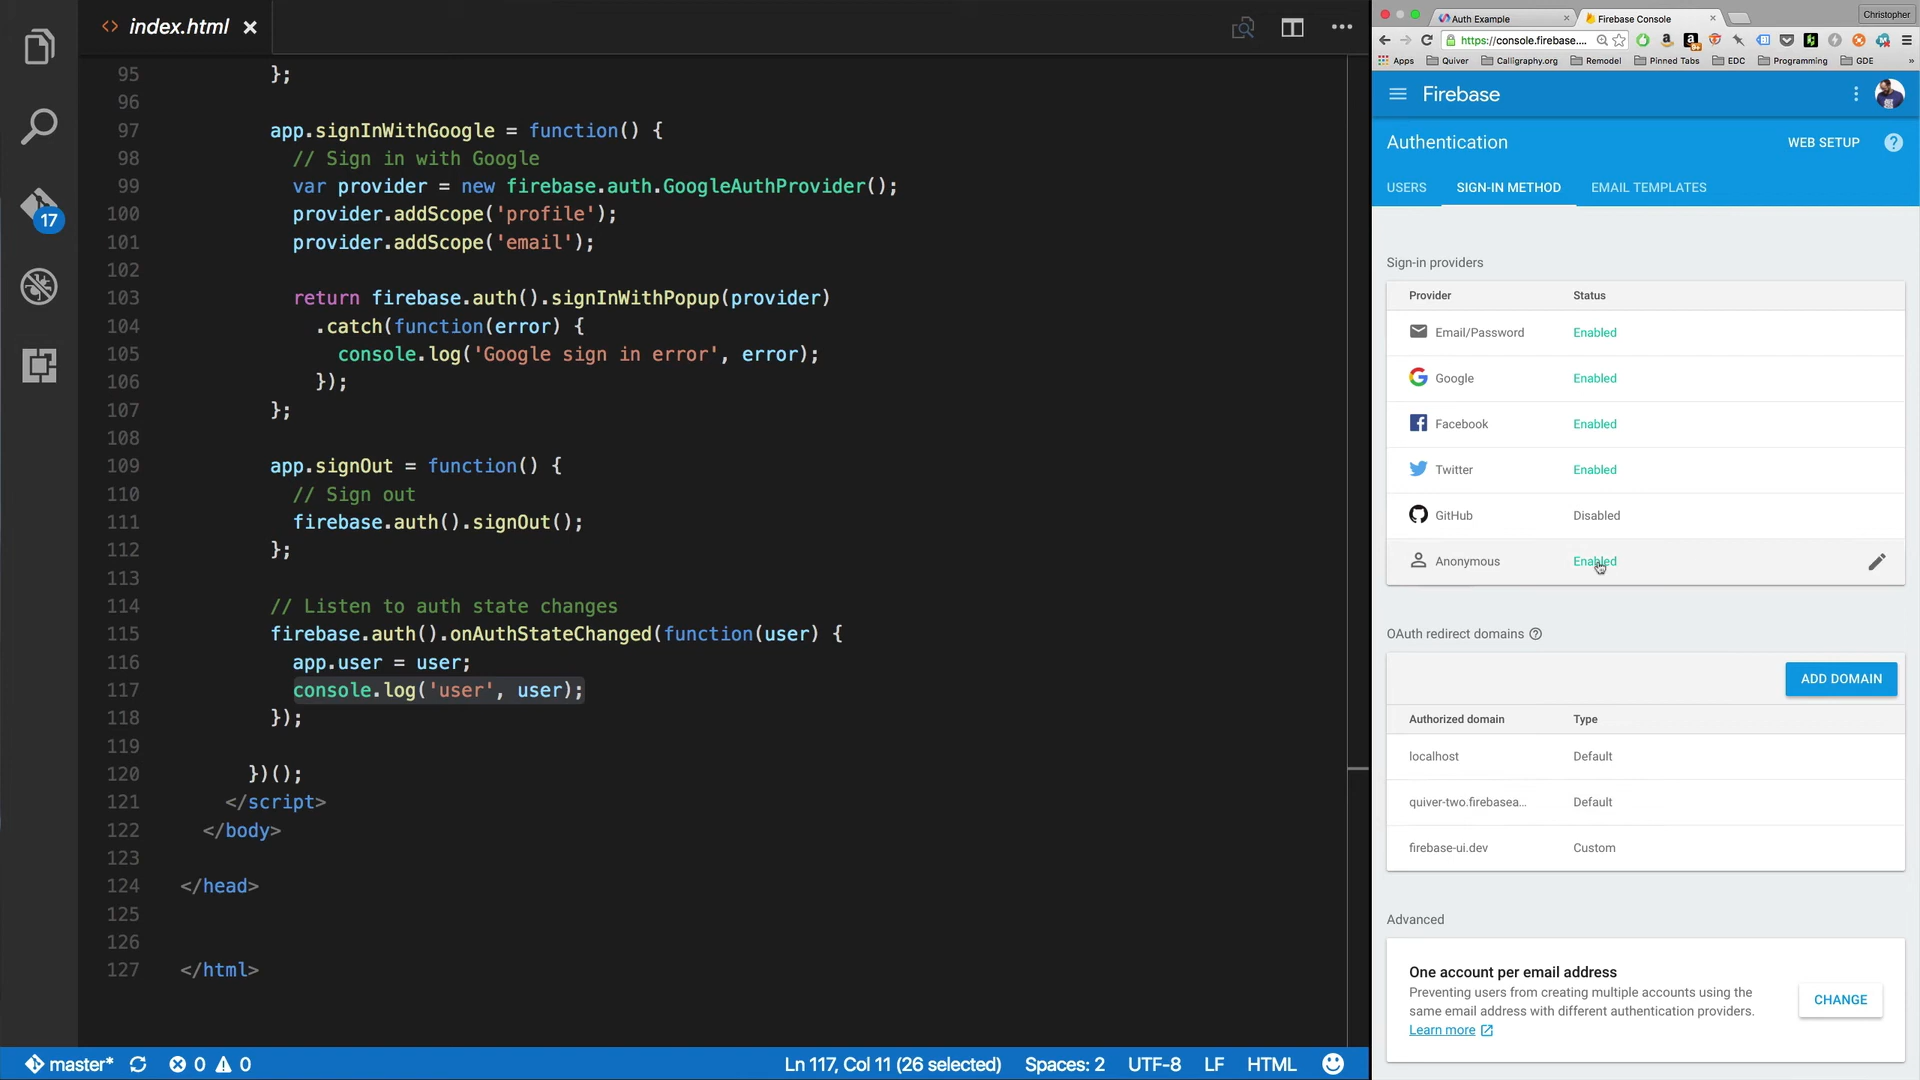 <> index.html
17
95 };
96
97 app.signInWithGoogle = function() {
98 // Sign in with Google
99 var provider = new firebase.auth.GoogleAuthProvider();
100 provider.addScope('profile');
101 provider.addScope('email');
102
103 return firebase.auth().signInWithPopup(provider)
104 .catch(function(error) {
105 console.log('Google sign in error', error);
106 });
107 };
108
109 app.signOut = function() {
110 // Sign out
111 firebase.auth().signOut();
112 };
113
114 // Listen to auth state changes
115 firebase.auth().onAuthStateChanged(function(user) {
116 app.user = user;
117 console.log('user', user);
118 });
119
120 })();
121 </script>
122 </body>
123
124 </head>
125
126
127 </html>
master* 0 0
Ln 117, Col 11 (26 selected) Spaces: 2 UTF-8 LF HTML
Auth Example
Firebase Console
Christopher
https://console.firebase....
Apps Quiver Calligraphy.org Remodel Pinned Tabs EDC Programming GDE »
Firebase
Authentication
WEB SETUP
?
USERS SIGN-IN METHOD EMAIL TEMPLATES
Sign-in providers
Provider Status
Email/Password Enabled
Google Enabled
Facebook Enabled
Twitter Enabled
GitHub Disabled
Anonymous Enabled
OAuth redirect domains ?
ADD DOMAIN
Authorized domain Type
localhost Default
quiver-two.firebasea... Default
firebase-ui.dev Custom
Advanced
One account per email address
Preventing users from creating multiple accounts using the
same email address with different authentication providers.
Learn more
CHANGE